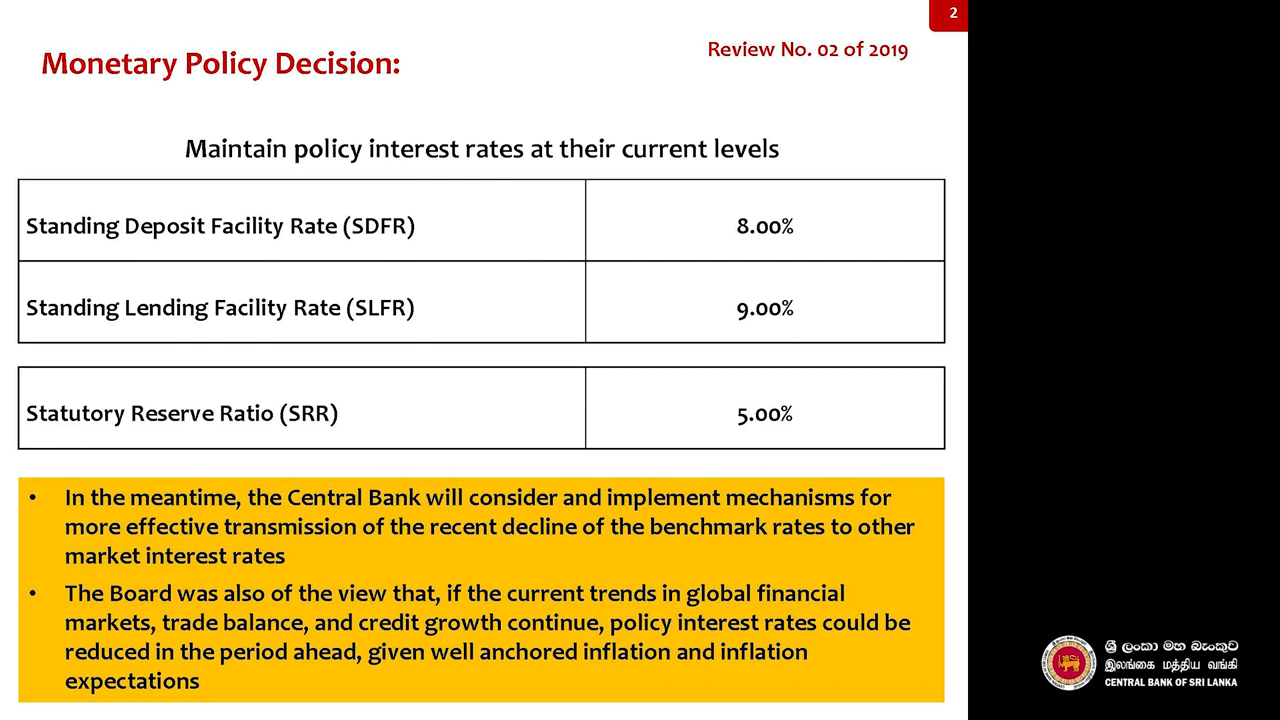 2
Review No. 02 of 2019
Monetary Policy Decision:
Maintain policy interest rates at their current levels
Standing Deposit Facility Rate (SDFR) 8.00%
Standing Lending Facility Rate (SLFR) 9.00%
Statutory Reserve Ratio (SRR) 5.00%
• In the meantime, the Central Bank will consider and implement mechanisms for
more effective transmission of the recent decline of the benchmark rates to other
market interest rates
• The Board was also of the view that, if the current trends in global financial
markets, trade balance, and credit growth continue, policy interest rates could be
reduced in the period ahead, given well anchored inflation and inflation
expectations
ශ්‍රී ලංකා මහ බැංකුව
இலங்கை மத்திய வங்கி
CENTRAL BANK OF SRI LANKA